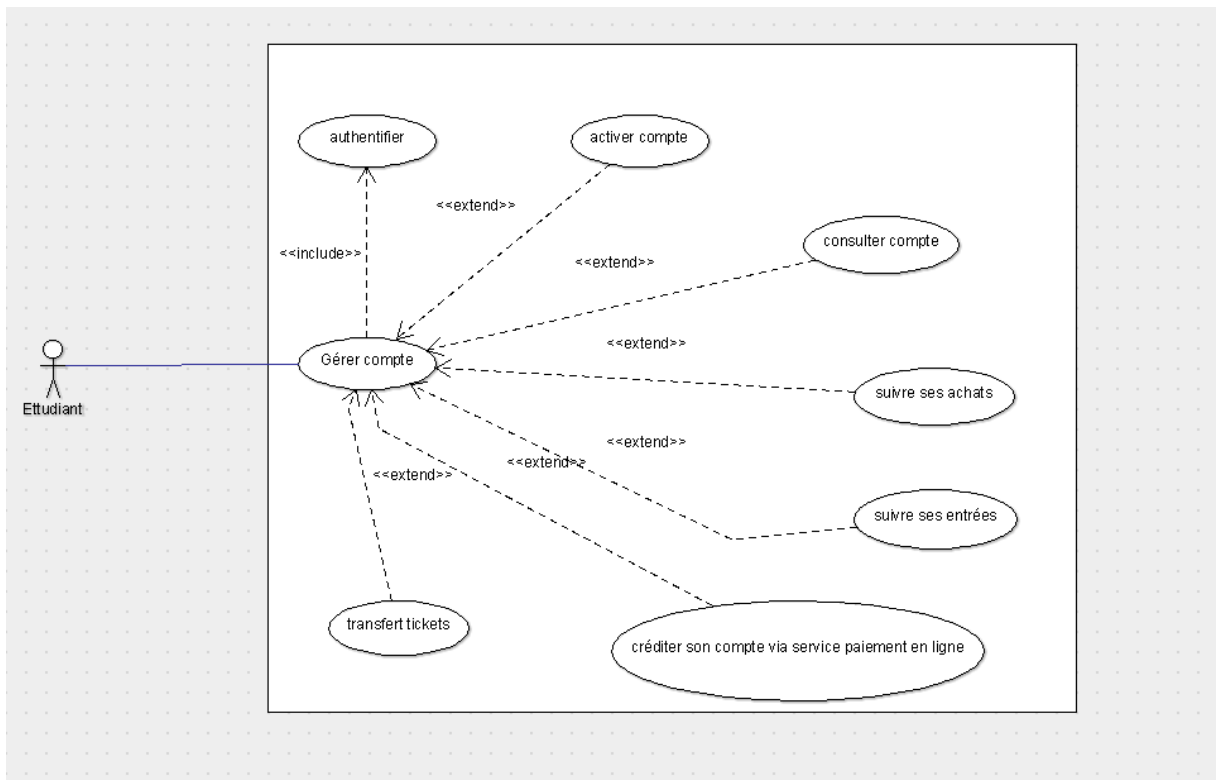 authentifier
activer compte
<<extend>>
consulter compte
<<include>>
<<extend>>
<<extend>>
Gérer compte
suivre ses achats
Ettudiant
<<extend>>
<<extend>>
<<extend>>
suivre ses entrées
transfert tickets
créditer son compte via service paiement en ligne